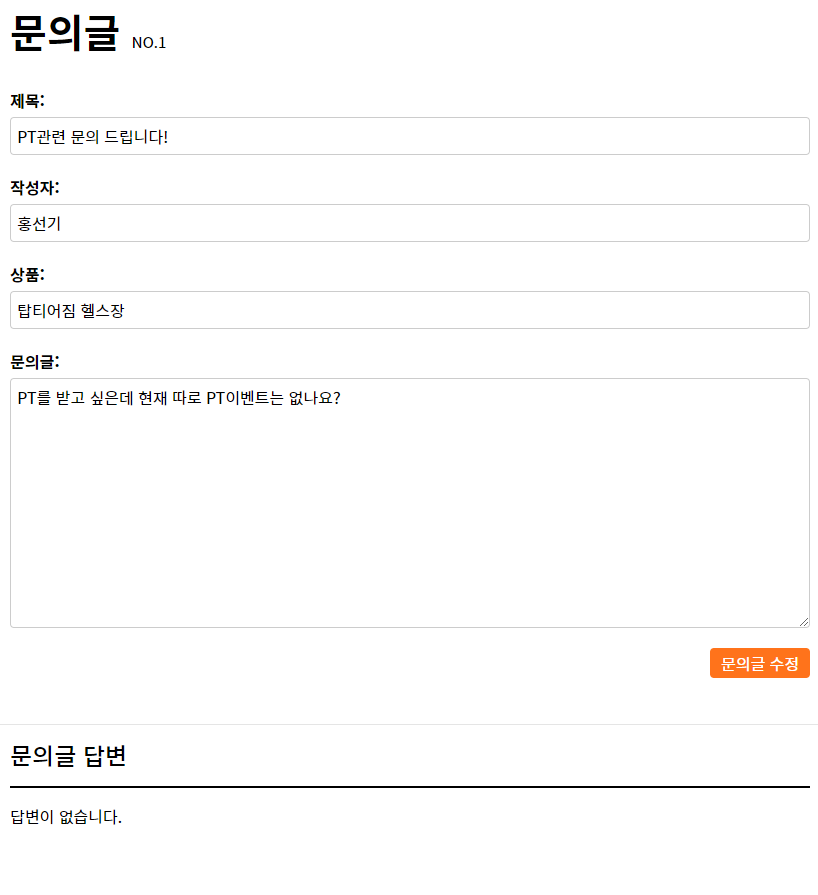 문의글 NO.1
제목:
PT관련 문의 드립니다!
작성자:
홍선기
상품:
탑티어짐 헬스장
문의글:
PT를 받고 싶은데 현재 따로 PT이벤트는 없나요?
문의글 수정
문의글 답변
답변이 없습니다.